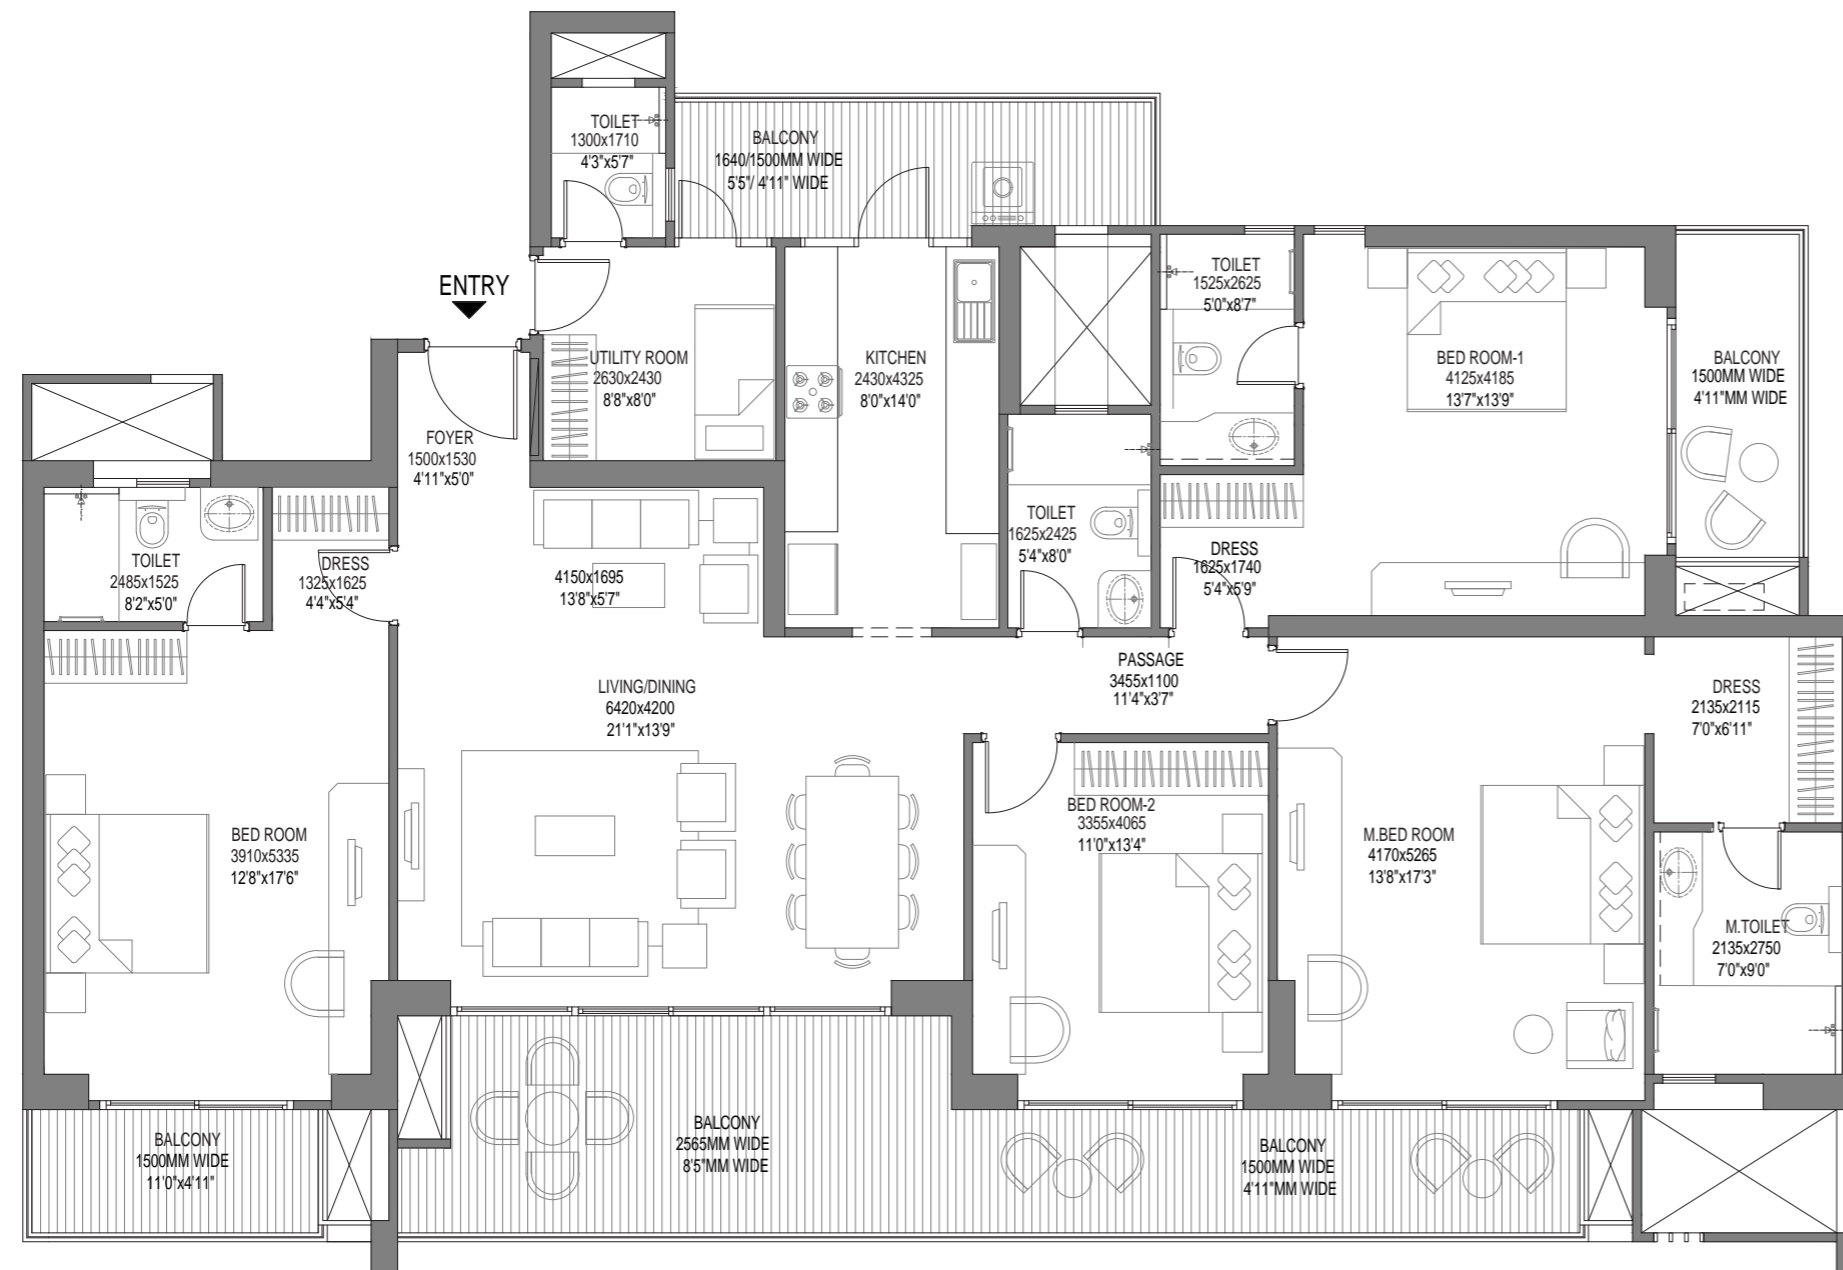 TOILET
1300x1710
4'3"x5'7"
BALCONY
1640/1500MM WIDE
5'5"/ 4'11" WIDE
ENTRY
TOILET
1525x2625
5'0"x8'7"
UTILITY ROOM
2630x2430
8'8"x8'0"
KITCHEN
2430x4325
8'0"x14'0"
BED ROOM-1
4125x4185
13'7"x13'9"
BALCONY
1500MM WIDE
4'11"MM WIDE
FOYER
1500x1530
4'11"x5'0"
TOILET
2485x1525
8'2"x5'0"
DRESS
1325x1625
4'4"x5'4"
4150x1695
13'8"x5'7"
TOILET
1625x2425
5'4"x8'0"
DRESS
1625x1740
5'4"x5'9"
PASSAGE
3455x1100
11'4"x3'7"
LIVING/DINING
6420x4200
21'1"x13'9"
DRESS
2135x2115
7'0"x6'11"
BED ROOM
3910x5335
12'8"x17'6"
BED ROOM-2
3355x4065
11'0"x13'4"
M.BED ROOM
4170x5265
13'8"x17'3"
M.TOILET
2135x2750
7'0"x9'0"
BALCONY
1500MM WIDE
11'0"x4'11"
BALCONY
2565MM WIDE
8'5"MM WIDE
BALCONY
1500MM WIDE
4'11"MM WIDE